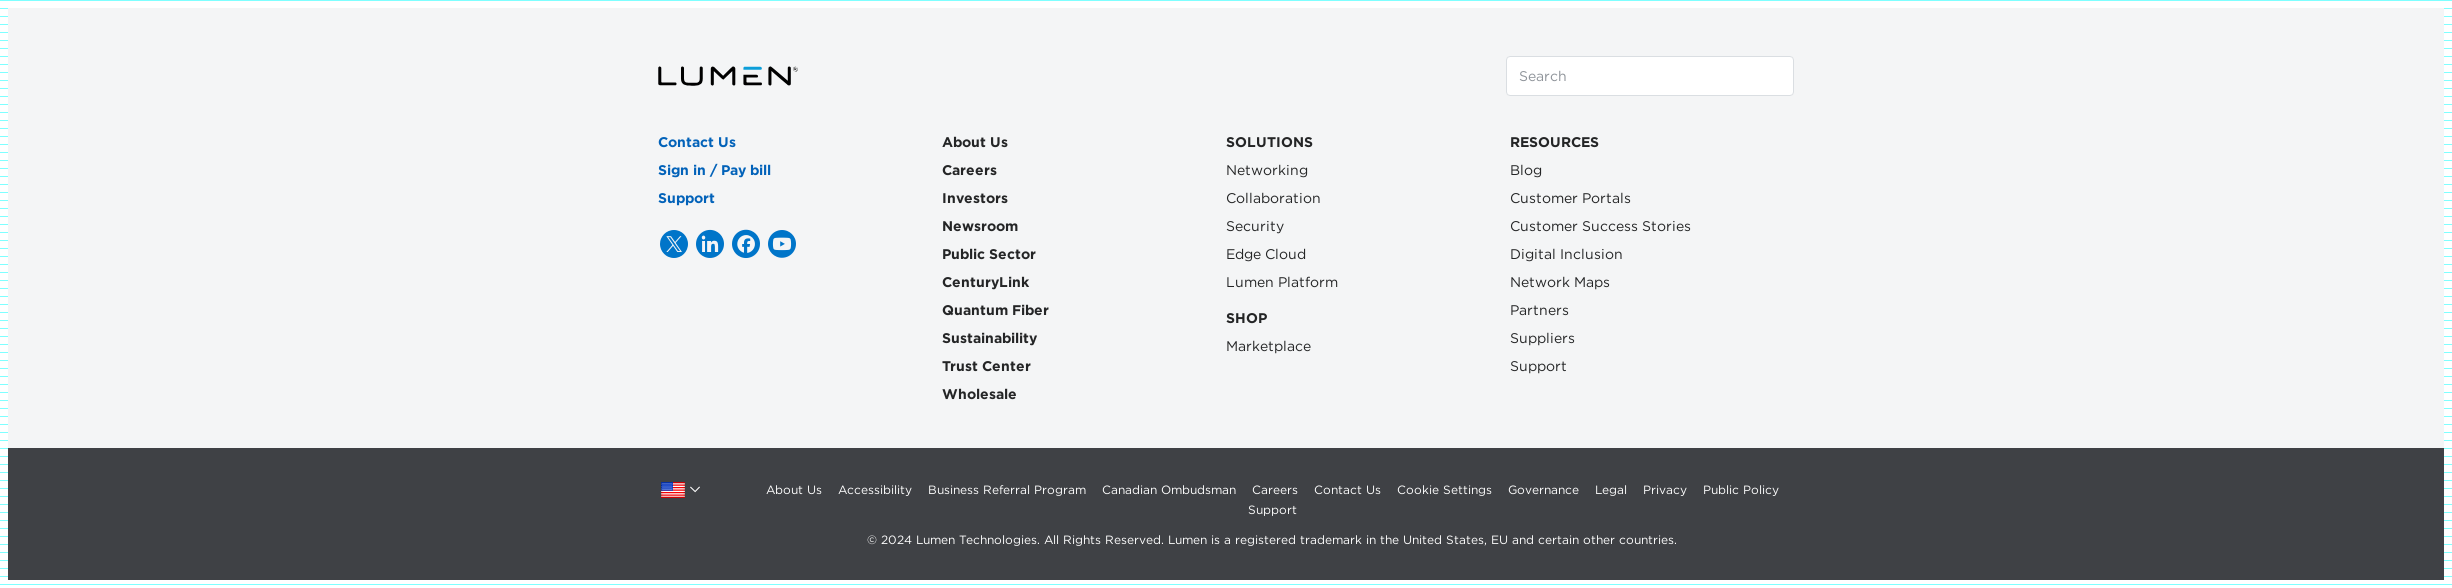 LUMEN®
Search
Contact Us
Sign in / Pay bill
Support
About Us
Careers
Investors
Newsroom
Public Sector
CenturyLink
Quantum Fiber
Sustainability
Trust Center
Wholesale
SOLUTIONS
Networking
Collaboration
Security
Edge Cloud
Lumen Platform
SHOP
Marketplace
RESOURCES
Blog
Customer Portals
Customer Success Stories
Digital Inclusion
Network Maps
Partners
Suppliers
Support
About Us Accessibility Business Referral Program Canadian Ombudsman Careers Contact Us Cookie Settings Governance Legal Privacy Public Policy
Support
© 2024 Lumen Technologies. All Rights Reserved. Lumen is a registered trademark in the United States, EU and certain other countries.